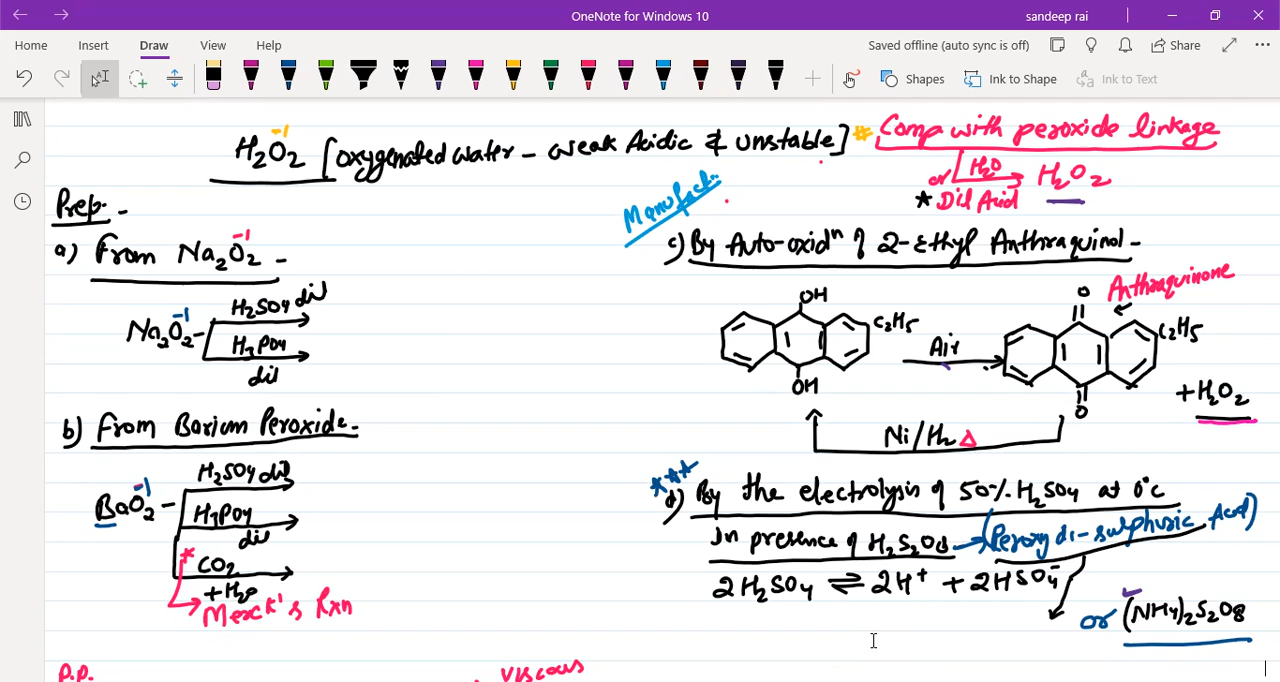 OneNote for Windows 10
sandeep rai
Home Insert Draw View Help
Saved offline (auto sync is off)
Share
Shapes
Ink to Shape
Ink to Text
H2O2 -1 [oxygenated water - weak Acidic & unstable]
* Comp with peroxide linkage
or H2O
* Dil Acid
H2O2
Prep. -
a) From Na2O2 -1 -
Na2O2 -1
H2SO4 dil
H3PO4
dil
b) From Barium Peroxide -
BaO2 -1
H2SO4 dil
H3PO4
dil
* CO2
+ H2O
Merck's Rxn
P.P.
Viscous
Manufact.
c) By Auto-oxidn of 2-Ethyl Anthraquinol -
Anthraquinone
OH
C2H5
OH
Air
O
C2H5
O
+ H2O2
Ni/H2 Δ
***
d) By the electrolysis of 50% H2SO4 at 0°C
in presence of H2S2O8 → (Peroxy di-sulphuric Acid)
2H2SO4 ⇌ 2H+ + 2HSO4-
or (NH4)2S2O8